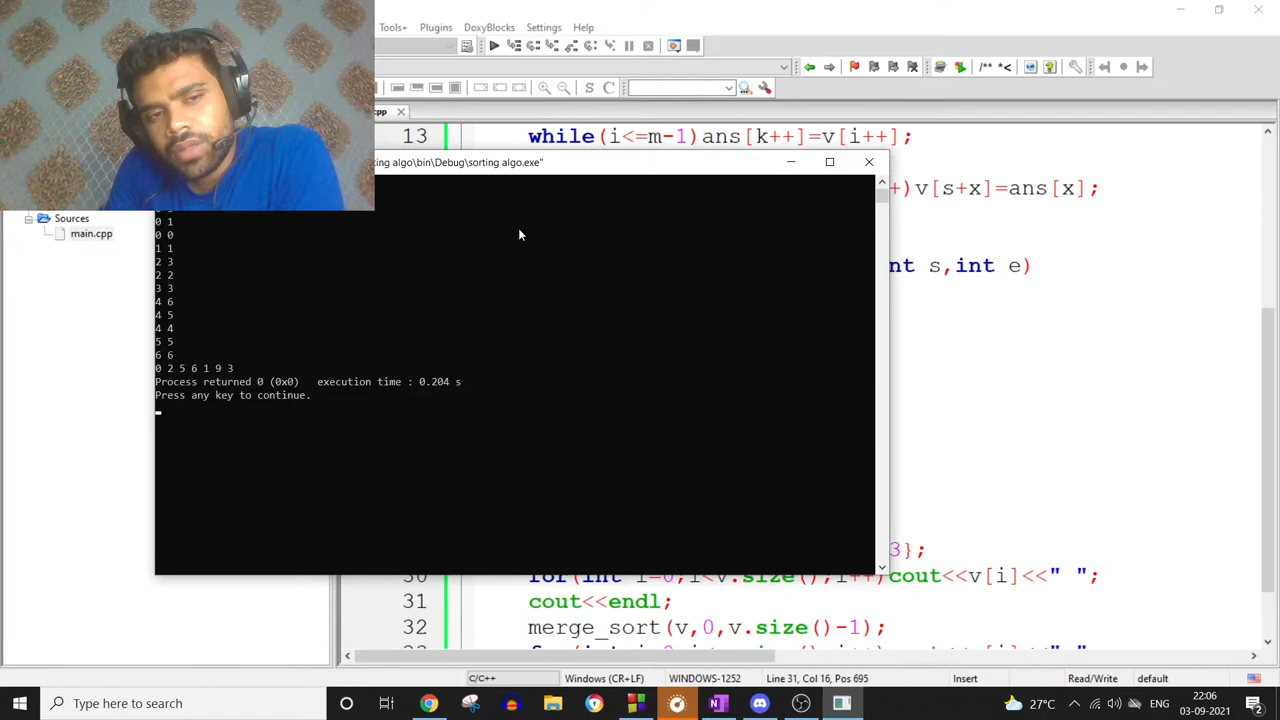 Tools+ Plugins DoxyBlocks Settings Help
/** *<
cpp
13 while(i<=m-1)ans[k++]=v[i++];
ting algo\bin\Debug\sorting algo.exe"
+)v[s+x]=ans[x];
Sources
main.cpp
0 1
0 0
1 1
2 3
2 2
3 3
4 6
4 5
4 4
5 5
6 6
0 2 5 6 1 9 3
Process returned 0 (0x0) execution time : 0.204 s
Press any key to continue.
nt s,int e)
3};
30 for(int i=0;i<v.size();i++)cout<<v[i]<<" ";
31 cout<<endl;
32 merge_sort(v,0,v.size()-1);
C/C++ Windows (CR+LF) WINDOWS-1252 Line 31, Col 16, Pos 695 Insert Read/Write default
Type here to search
27°C
ENG
22:06
03-09-2021
2